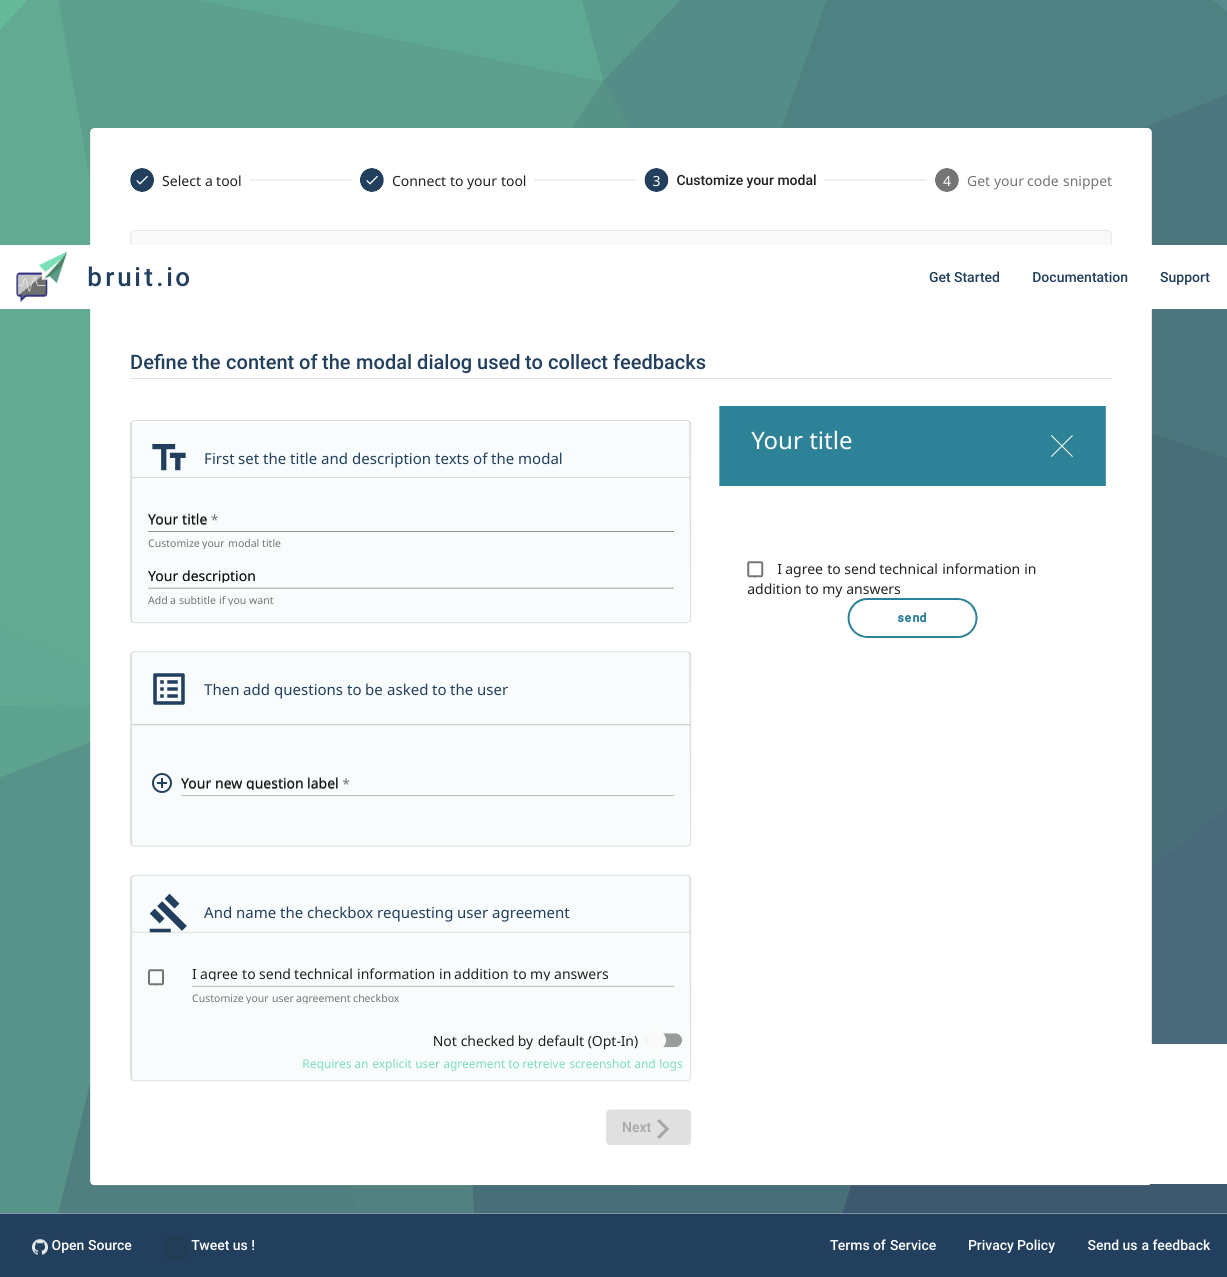 Select a tool
Connect to your tool
3 Customize your modal
4 Get your code snippet
bruit.io
Get Started
Documentation
Support
Define the content of the modal dialog used to collect feedbacks
First set the title and description texts of the modal
Your title *
Customize your modal title
Your description
Add a subtitle if you want
Then add questions to be asked to the user
Your new question label *
And name the checkbox requesting user agreement
I agree to send technical information in addition to my answers
Customize your user agreement checkbox
Not checked by default (Opt-In)
Requires an explicit user agreement to retreive screenshot and logs
Next
Your title
I agree to send technical information in
addition to my answers
send
Open Source
Tweet us !
Terms of Service
Privacy Policy
Send us a feedback